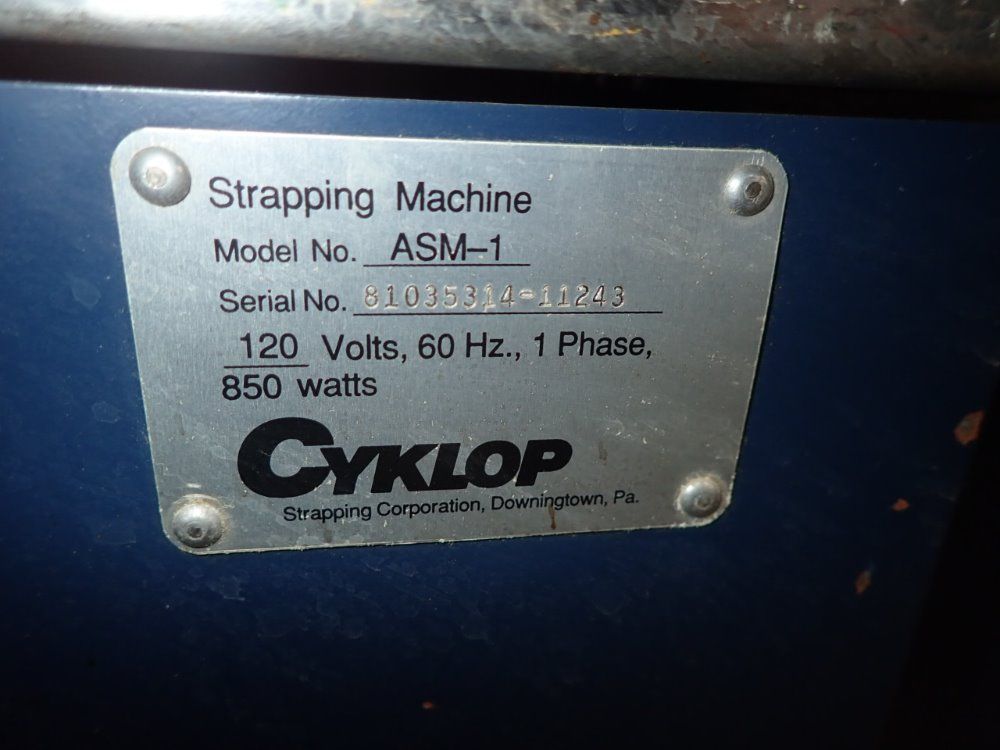 Strapping Machine
Model No. ASM-1
Serial No. 81035314-11243
120 Volts, 60 Hz., 1 Phase,
850 watts
CYKLOP
Strapping Corporation, Downingtown, Pa.